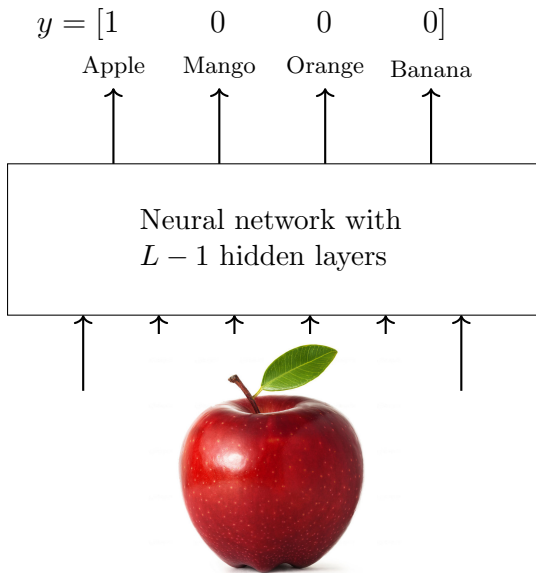 y = [1 0 0 0]
Apple Mango Orange Banana
Neural network with
L − 1 hidden layers